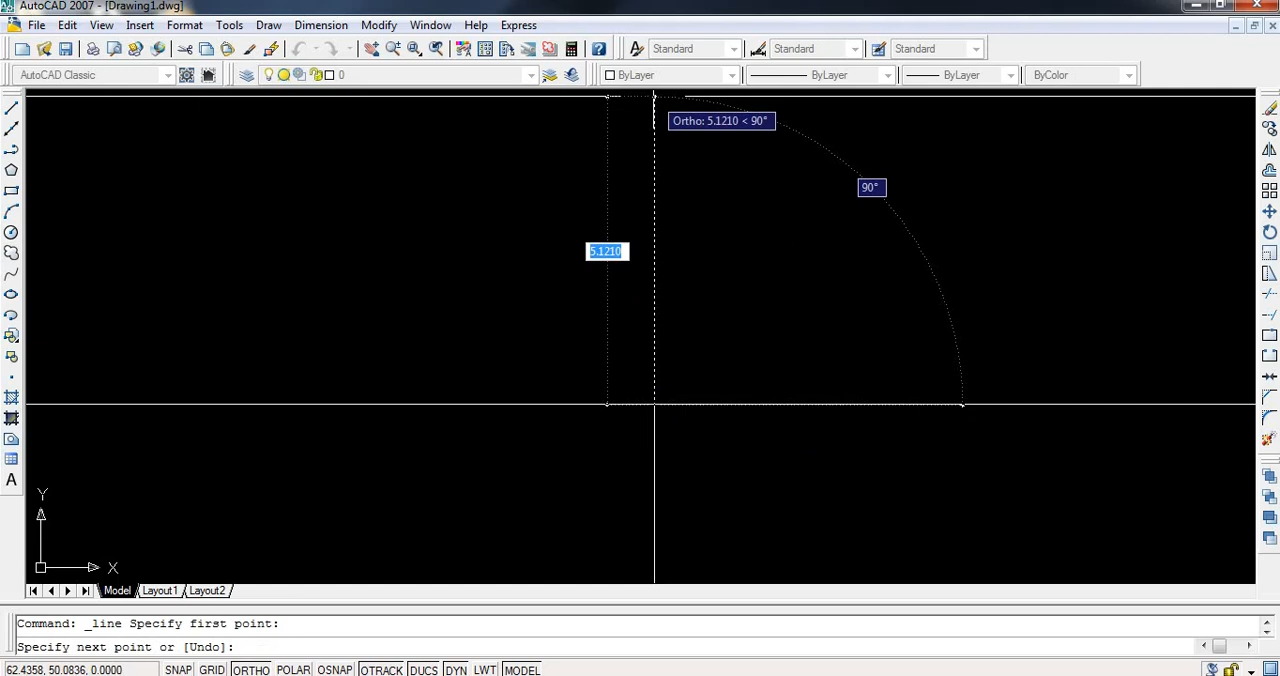 AutoCAD 2007 - [Drawing1.dwg]
File Edit View Insert Format Tools Draw Dimension Modify Window Help Express
Standard Standard Standard
AutoCAD Classic 0 ByLayer ByLayer ByLayer ByColor
Ortho: 5.1210 < 90°
90°
5.1210
Y
A
X
Model Layout1 Layout2
Command: _line Specify first point:
Specify next point or [Undo]:
62.4358, 50.0836, 0.0000 SNAP GRID ORTHO POLAR OSNAP OTRACK DUCS DYN LWT MODEL